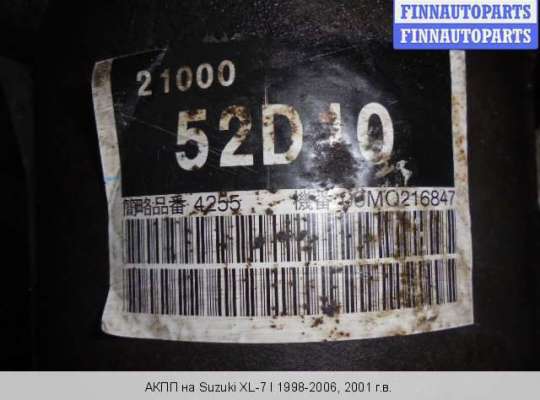 FINNAUTOPARTS
FINNAUTOPARTS
21000
52D10
簡略品番 4255 機番
АКПП на Suzuki XL-7 I 1998-2006, 2001 г.в.